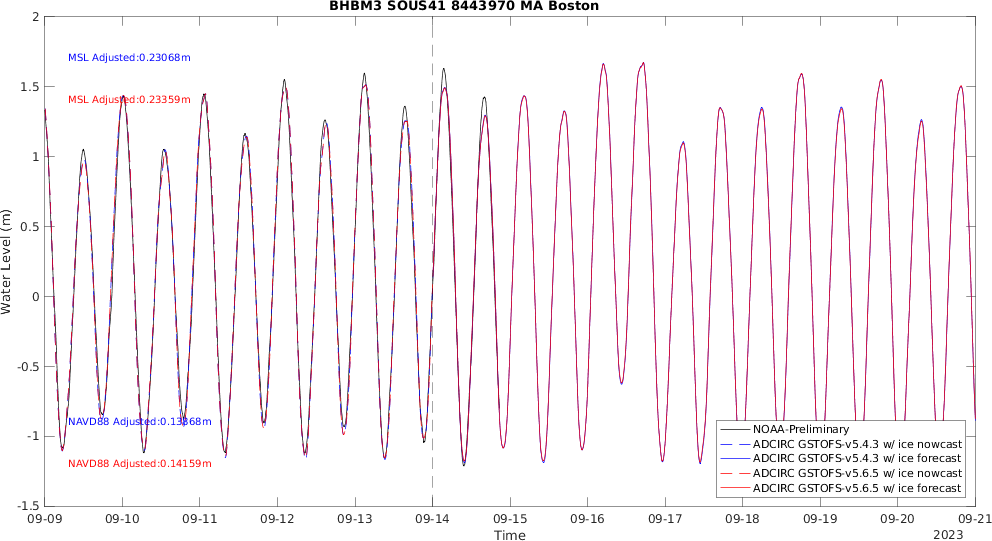 BHBM3 SOUS41 8443970 MA Boston
2
1.5
1
0.5
0
-0.5
-1
-1.5
Water Level (m)
MSL Adjusted:0.23068m
MSL Adjusted:0.23359m
NAVD88 Adjusted:0.13868m
NAVD88 Adjusted:0.14159m
NOAA-Preliminary
ADCIRC GSTOFS-v5.4.3 w/ ice nowcast
ADCIRC GSTOFS-v5.4.3 w/ ice forecast
ADCIRC GSTOFS-v5.6.5 w/ ice nowcast
ADCIRC GSTOFS-v5.6.5 w/ ice forecast
09-09 09-10 09-11 09-12 09-13 09-14 09-15 09-16 09-17 09-18 09-19 09-20 09-21
Time
2023